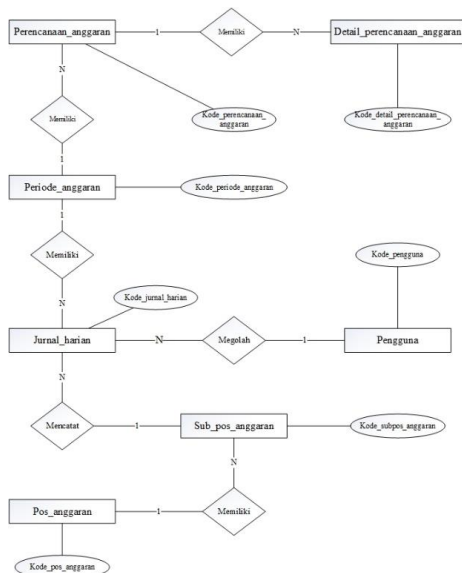 Perencanaan_anggaran
1
Memiliki
N
Detail_perencanaan_anggaran
N
Kode_perencanaan_
anggaran
Kode_detail_perencanaan_
anggaran
Memiliki
1
Periode_anggaran
Kode_periode_anggaran
1
Memiliki
Kode_pengguna
N
Kode_jurnal_harian
Jurnal_harian
N
Megolah
1
Pengguna
N
Mencatat
1
Sub_pos_anggaran
Kode_subpos_anggaran
N
Pos_anggaran
1
Memiliki
Kode_pos_anggaran